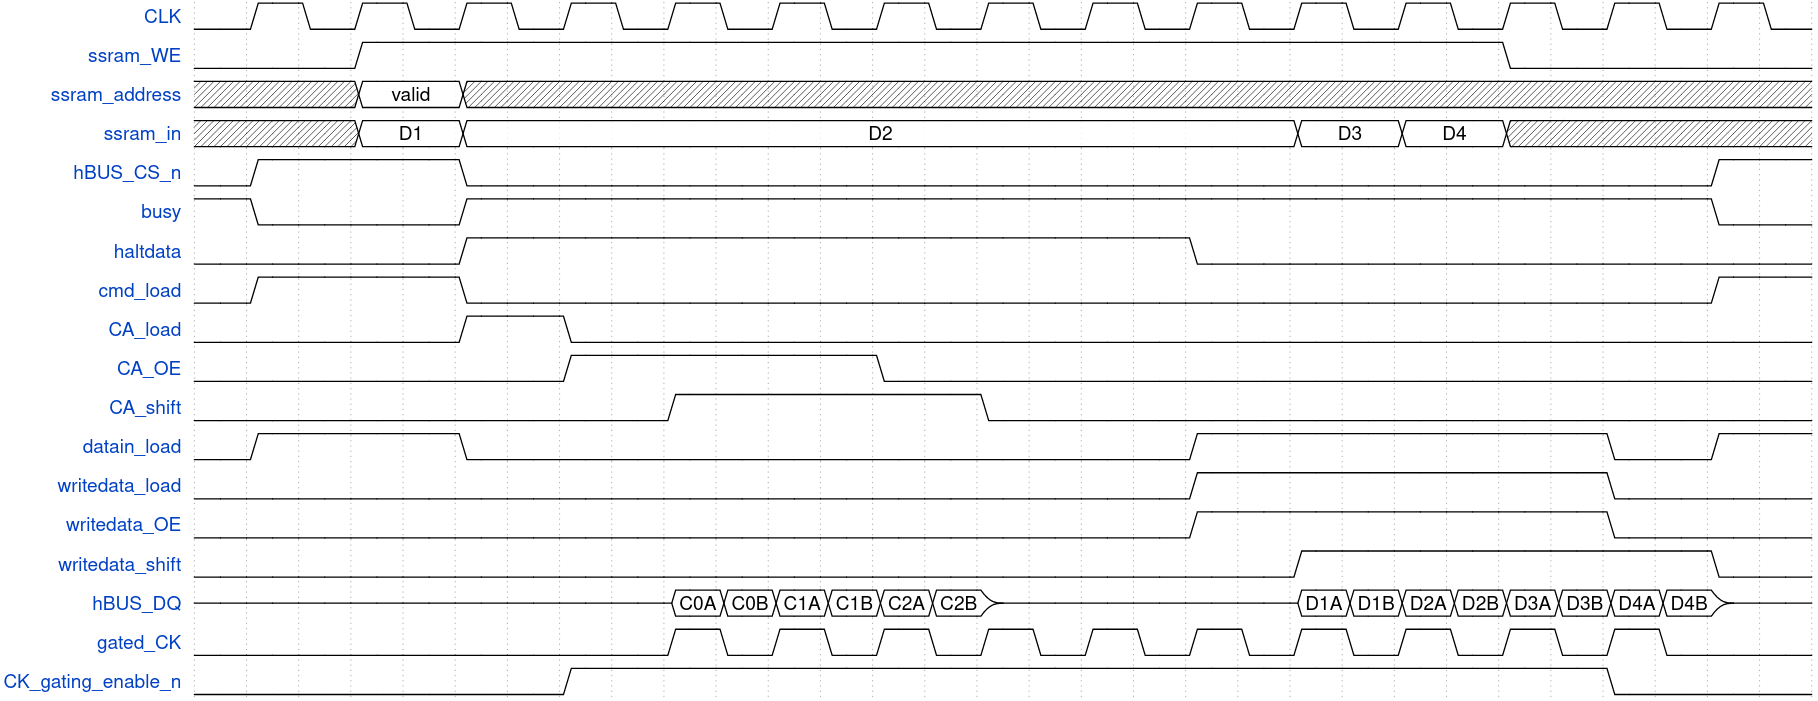 CLK
ssram_WE
ssram_address valid
ssram_in D1 D2 D3 D4
hBUS_CS_n
busy
haltdata
cmd_load
CA_load
CA_OE
CA_shift
datain_load
writedata_load
writedata_OE
writedata_shift
hBUS_DQ C0A C0B C1A C1B C2A C2B D1A D1B D2A D2B D3A D3B D4A D4B
gated_CK
CK_gating_enable_n